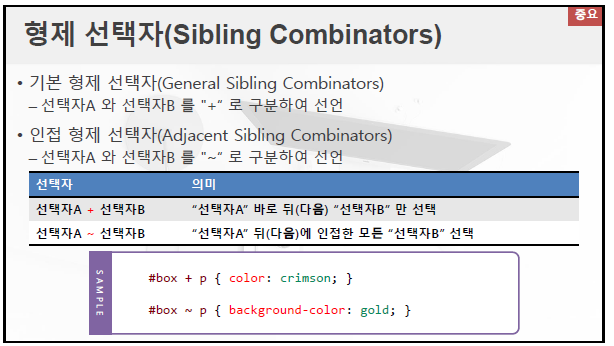 중요
형제 선택자(Sibling Combinators)
• 기본 형제 선택자(General Sibling Combinators)
– 선택자A 와 선택자B 를 "+“ 로 구분하여 선언
• 인접 형제 선택자(Adjacent Sibling Combinators)
– 선택자A 와 선택자B 를 "~“ 로 구분하여 선언
선택자 의미
선택자A + 선택자B “선택자A” 바로 뒤(다음) “선택자B” 만 선택
선택자A ~ 선택자B “선택자A” 뒤(다음)에 인접한 모든 “선택자B” 선택
SAMPLE
#box + p { color: crimson; }
#box ~ p { background-color: gold; }